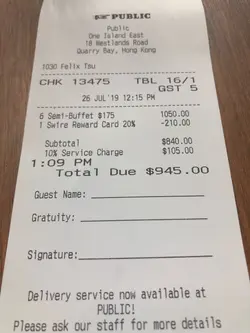 PUBLIC
Public
One Island East
18 Westlands Road
Quarry Bay, Hong Kong
1030 Felix Tsu
CHK 13475 TBL 16/1
GST 5
26 JUL'19 12:15 PM
6 Semi-Buffet $175 1050.00
1 Swire Reward Card 20% -210.00
Subtotal $840.00
10% Service Charge $105.00
1:09 PM
Total Due $945.00
Guest Name:
Gratuity:
Signature:
Delivery service now available at
PUBLIC!
Please ask our staff for more details